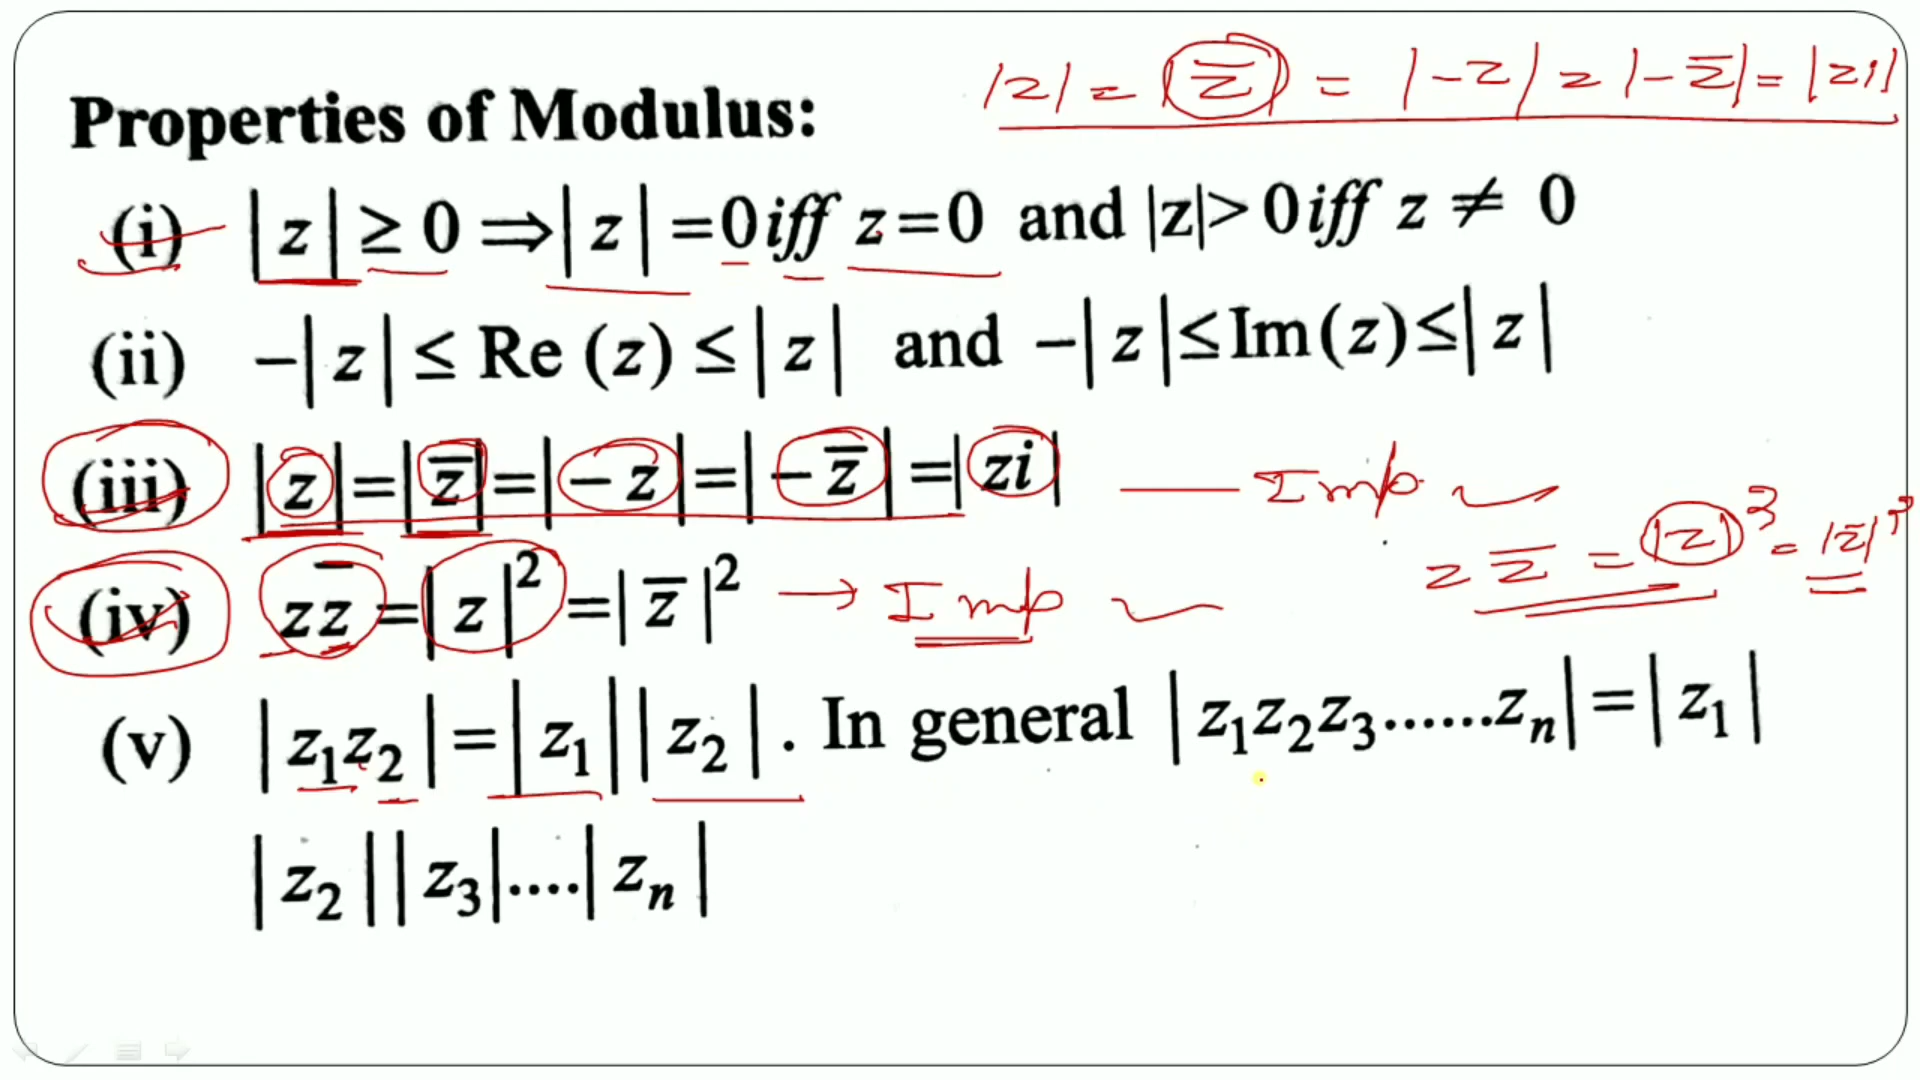 |z| = |z̅| = |-z| = |-z̅| = |zi|
Properties of Modulus:
(i) |z| ≥ 0 ⇒ |z| = 0 iff z = 0 and |z| > 0 iff z ≠ 0
(ii) -|z| ≤ Re (z) ≤ |z| and -|z| ≤ Im (z) ≤ |z|
(iii) |z| = |z̅| = |-z| = |-z̅| = |zi| — Imp
z z̅ = |z|² = |z̅|²
(iv) zz̅ = |z|² = |z̅|² → Imp
(v) |z₁z₂| = |z₁||z₂|. In general |z₁z₂z₃......zₙ| = |z₁|
|z₂||z₃|....|zₙ|